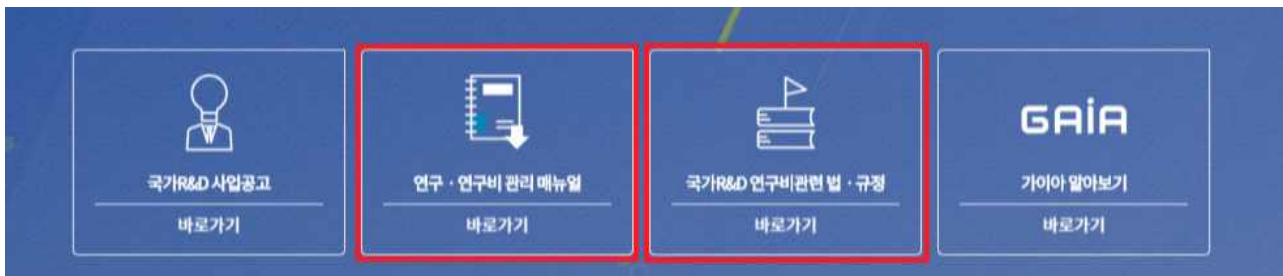 국가R&D 사업공고
바로가기
연구 · 연구비 관리 매뉴얼
바로가기
국가R&D 연구비관련 법 · 규정
바로가기
GAiA
가이아 알아보기
바로가기